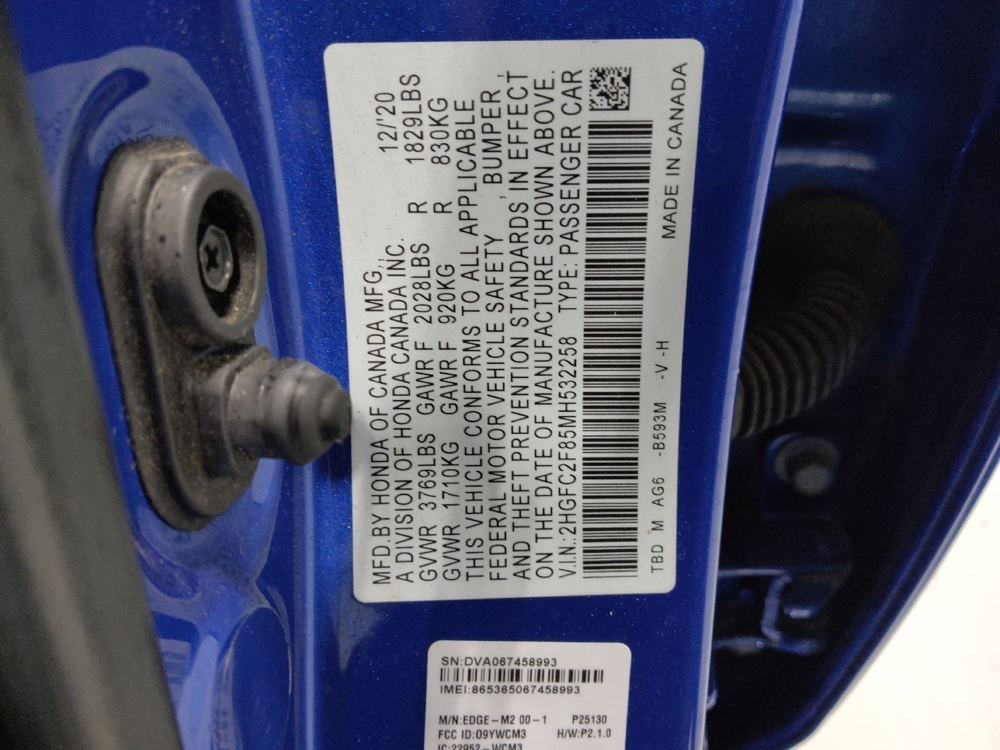 MFD.BY HONDA OF CANADA MFG., 12/'20
A DIVISION OF HONDA CANADA INC.
GVWR 3769LBS GAWR F 2028LBS R 1829LBS
GVWR 1710KG GAWR F 920KG R 830KG
THIS VEHICLE CONFORMS TO ALL APPLICABLE
FEDERAL MOTOR VEHICLE SAFETY , BUMPER,
AND THEFT PREVENTION STANDARDS IN EFFECT
ON THE DATE OF MANUFACTURE SHOWN ABOVE.
V.I.N.:2HGFC2F85MH532258 TYPE: PASSENGER CAR
TBD M AG6 -B593M -V -H
MADE IN CANADA
SN:DVA067458993
IMEI:865365067458993
M/N:EDGE-M2 00-1 P25130
FCC ID:O9YWCM3 H/W:P2.1.0
IC:22952-WCM3